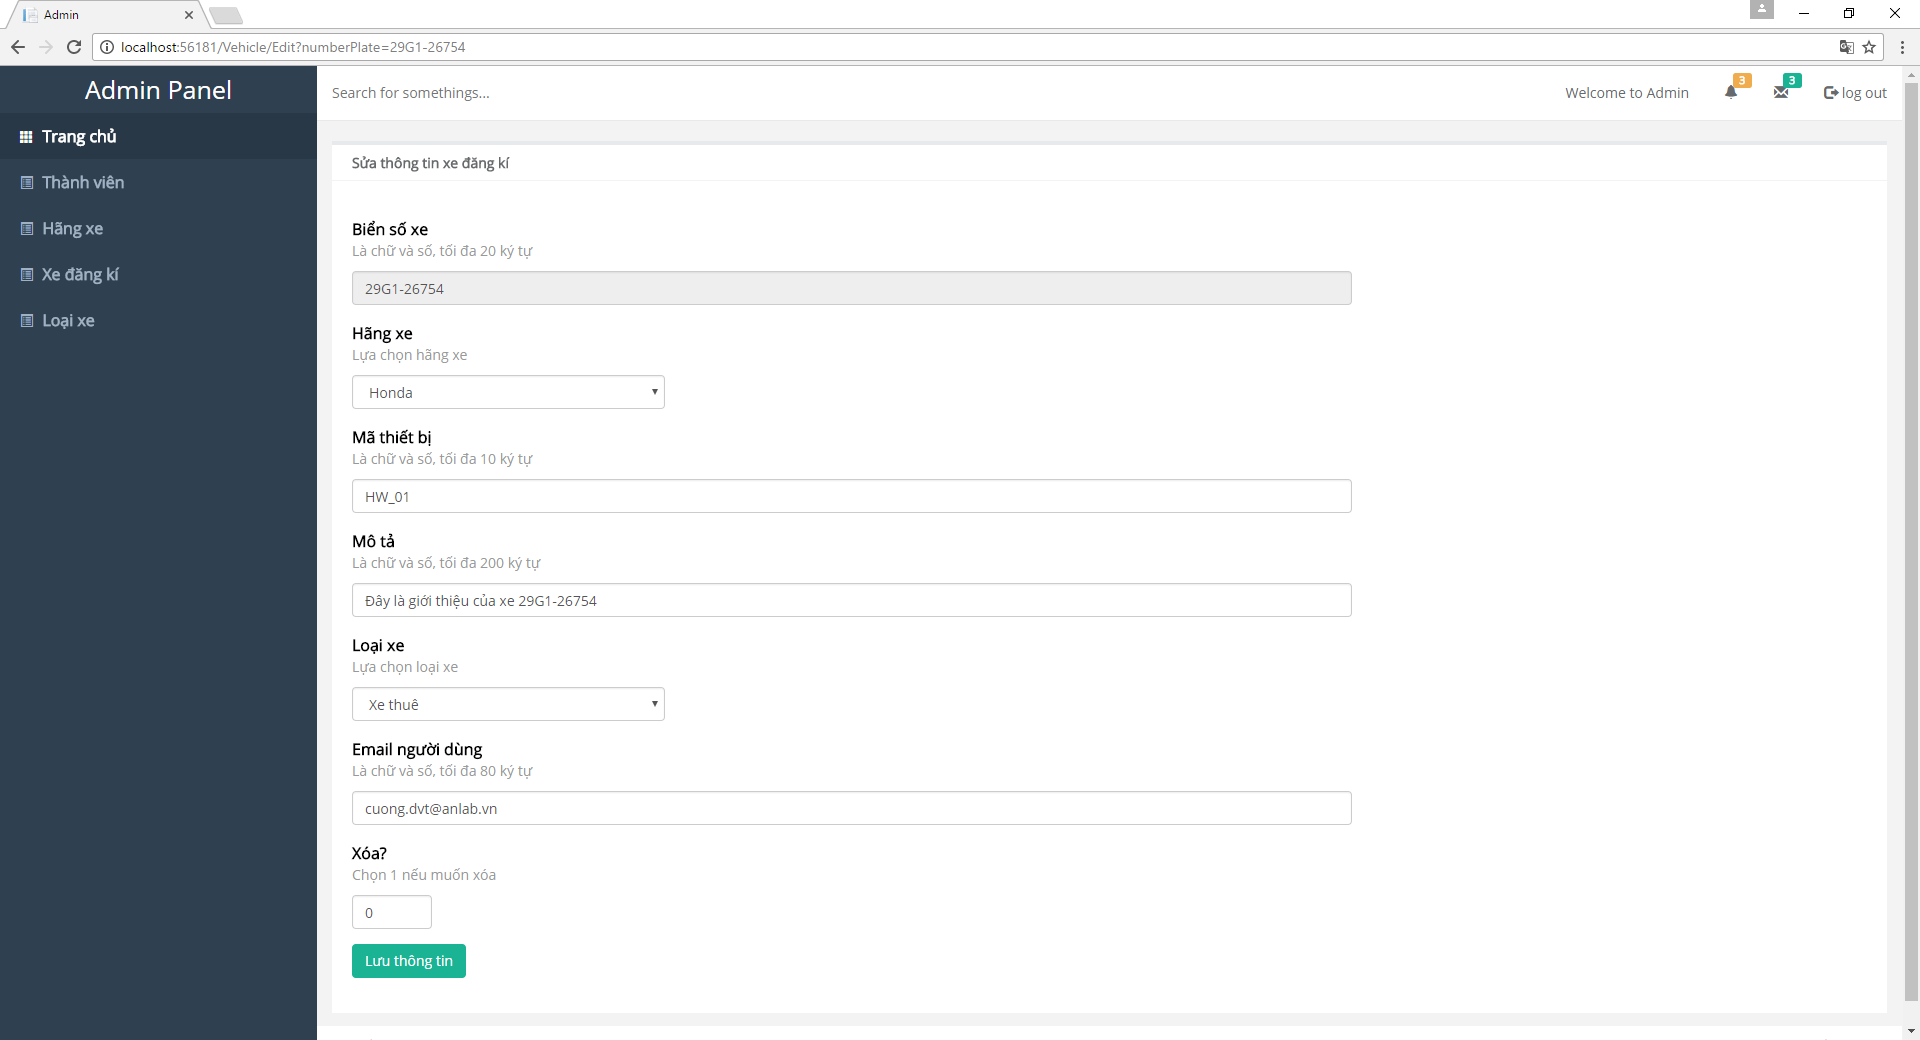 Admin
localhost:56181/Vehicle/Edit?numberPlate=29G1-26754
Admin Panel
Search for somethings...
Welcome to Admin
3
3
log out
Trang chủ
Thành viên
Hãng xe
Xe đăng kí
Loại xe
Sửa thông tin xe đăng kí
Biển số xe
Là chữ và số, tối đa 20 ký tự
29G1-26754
Hãng xe
Lựa chọn hãng xe
Honda
Mã thiết bị
Là chữ và số, tối đa 10 ký tự
HW_01
Mô tả
Là chữ và số, tối đa 200 ký tự
Đây là giới thiệu của xe 29G1-26754
Loại xe
Lựa chọn loại xe
Xe thuê
Email người dùng
Là chữ và số, tối đa 80 ký tự
cuong.dvt@anlab.vn
Xóa?
Chọn 1 nếu muốn xóa
0
Lưu thông tin